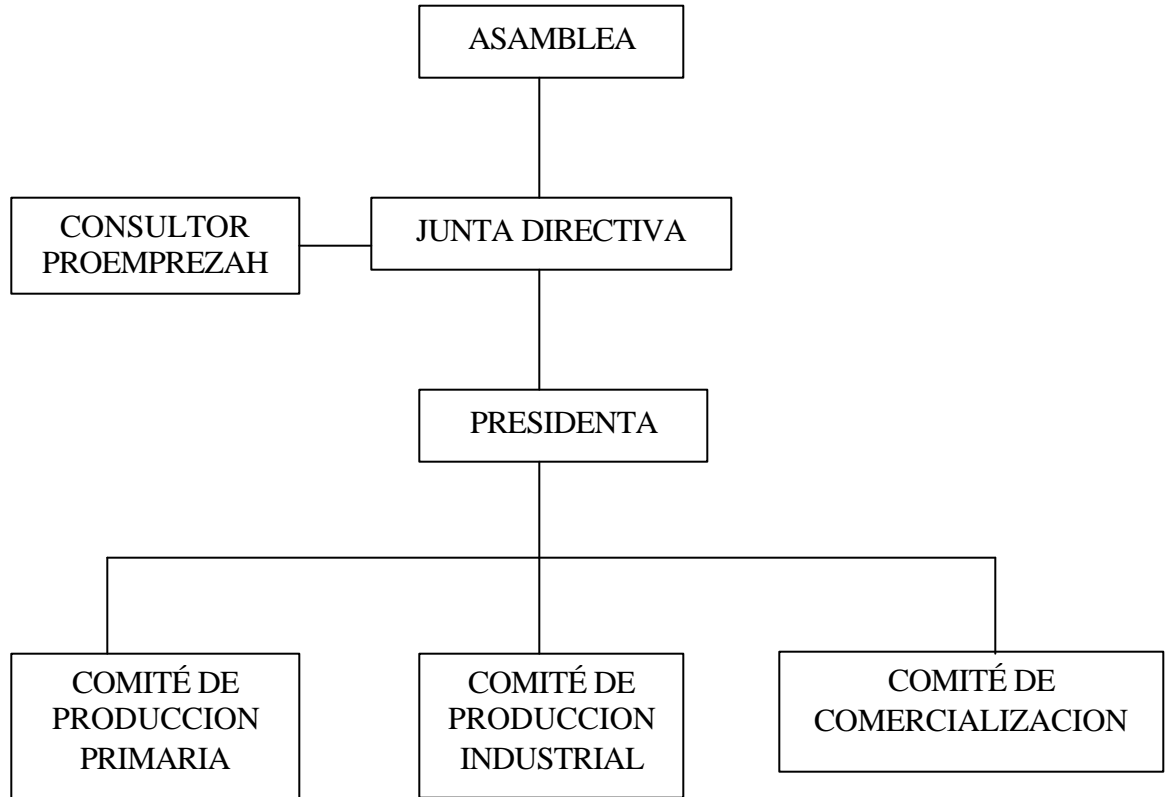 ASAMBLEA
CONSULTOR
PROEMPREZAH
JUNTA DIRECTIVA
PRESIDENTA
COMITÉ DE
PRODUCCION
PRIMARIA
COMITÉ DE
PRODUCCION
INDUSTRIAL
COMITÉ DE
COMERCIALIZACION